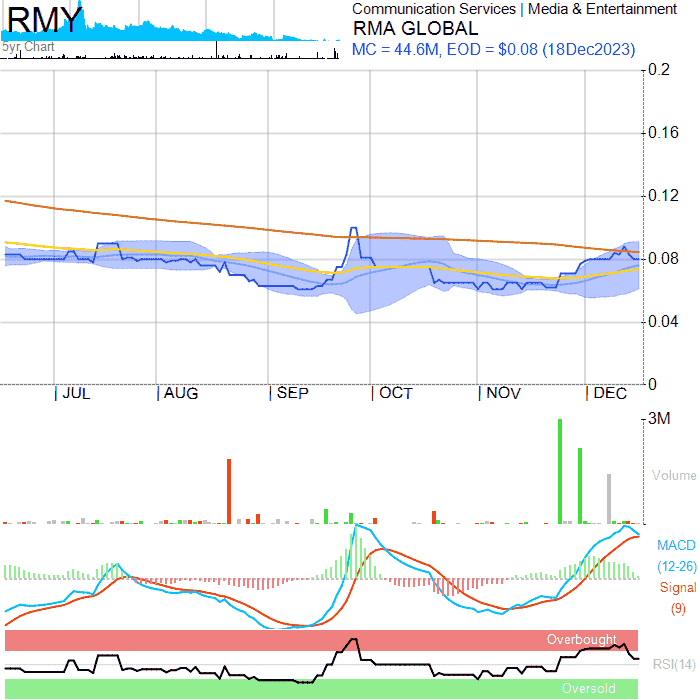 RMY
5yr. Chart
Communication Services | Media & Entertainment
RMA GLOBAL
MC = 44.6M, EOD = $0.08 (18Dec2023)
0.2
0.16
0.12
0.08
0.04
0
JUL AUG SEP OCT NOV DEC
3M
Volume
MACD
(12-26)
Signal
(9)
Overbought
RSI(14)
Oversold